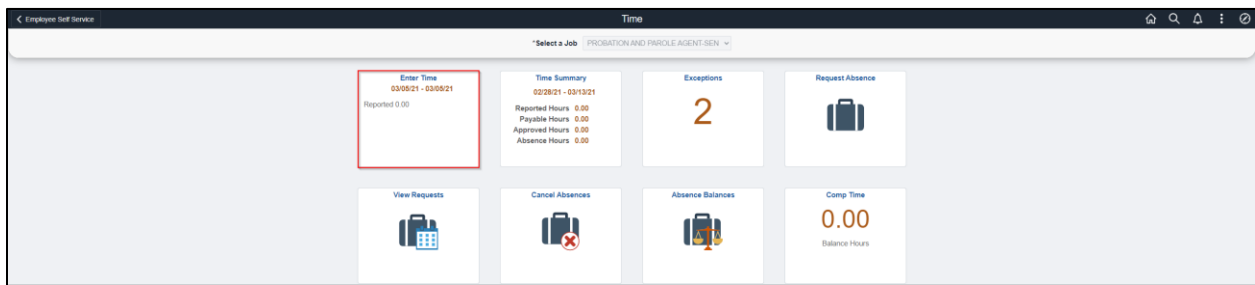 Employee Self Service
Time
*Select a Job PROBATION AND PAROLE AGENT-SEN
Enter Time
03/05/21 - 03/05/21
Reported 0.00
Time Summary
02/28/21 - 03/13/21
Reported Hours 0.00
Payable Hours 0.00
Approved Hours 0.00
Absence Hours 0.00
Exceptions
2
Request Absence
View Requests
Cancel Absences
Absence Balances
Comp Time
0.00
Balance Hours